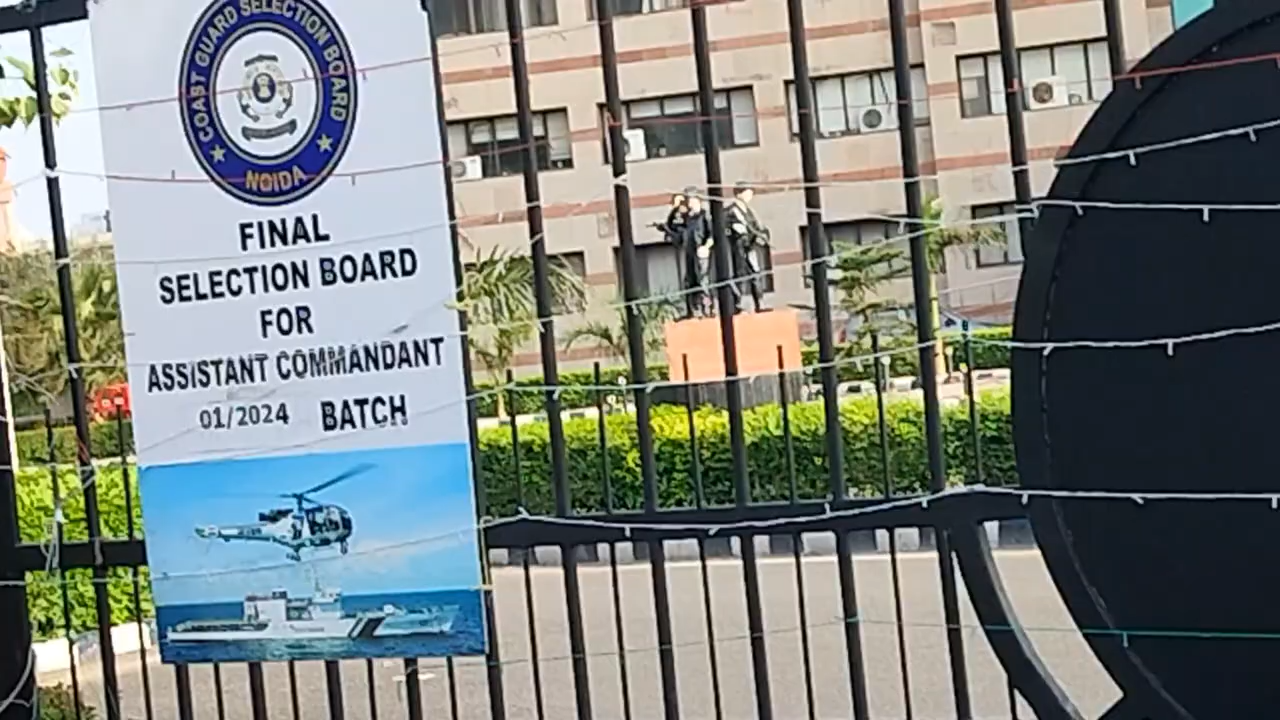 COAST GUARD SELECTION BOARD
NOIDA
FINAL
SELECTION BOARD
FOR
ASSISTANT COMMANDANT
01/2024 BATCH